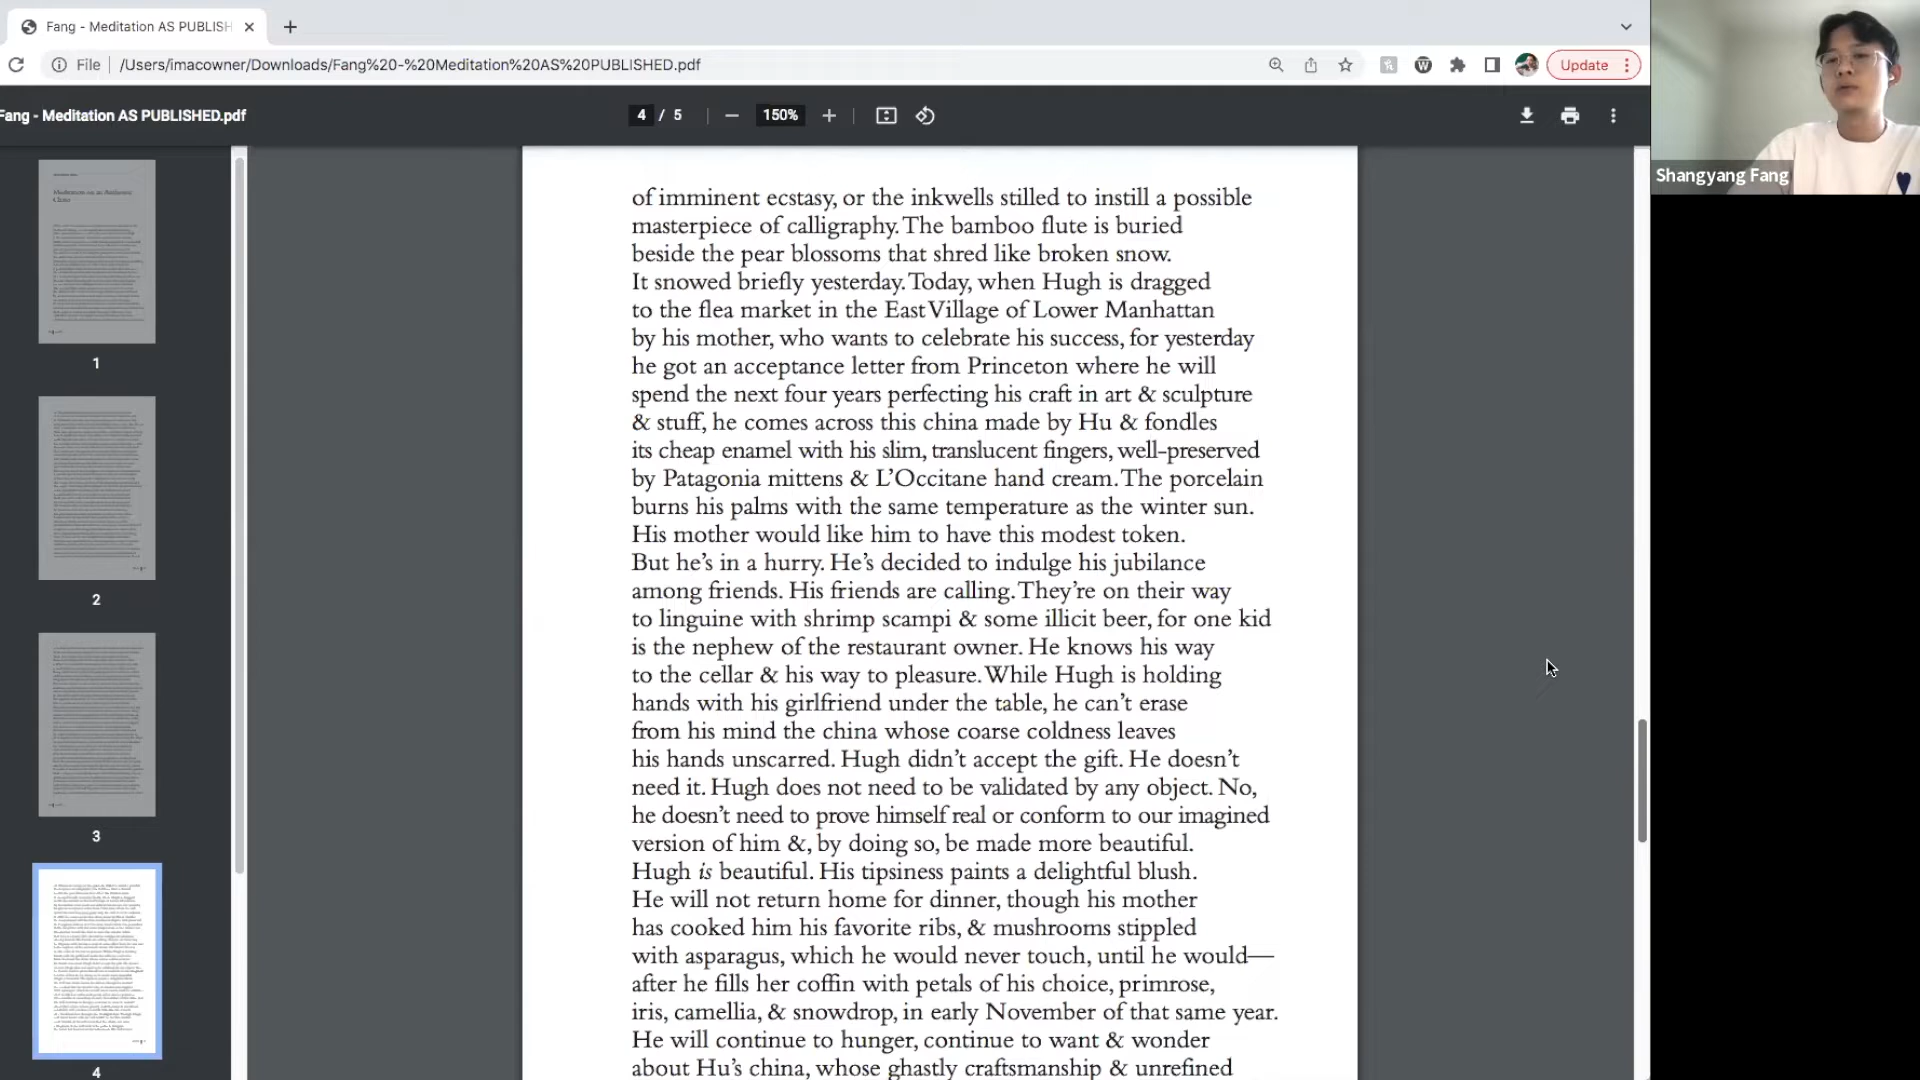 Fang - Meditation AS PUBLISH
File
/Users/imacowner/Downloads/Fang%20-%20Meditation%20AS%20PUBLISHED.pdf
Update
Fang - Meditation AS PUBLISHED.pdf
4 / 5
150%
Shangyang Fang
1
2
3
4
of imminent ecstasy, or the inkwells stilled to instill a possible
masterpiece of calligraphy. The bamboo flute is buried
beside the pear blossoms that shred like broken snow.
It snowed briefly yesterday. Today, when Hugh is dragged
to the flea market in the East Village of Lower Manhattan
by his mother, who wants to celebrate his success, for yesterday
he got an acceptance letter from Princeton where he will
spend the next four years perfecting his craft in art & sculpture
& stuff, he comes across this china made by Hu & fondles
its cheap enamel with his slim, translucent fingers, well-preserved
by Patagonia mittens & L’Occitane hand cream. The porcelain
burns his palms with the same temperature as the winter sun.
His mother would like him to have this modest token.
But he’s in a hurry. He’s decided to indulge his jubilance
among friends. His friends are calling. They’re on their way
to linguine with shrimp scampi & some illicit beer, for one kid
is the nephew of the restaurant owner. He knows his way
to the cellar & his way to pleasure. While Hugh is holding
hands with his girlfriend under the table, he can’t erase
from his mind the china whose coarse coldness leaves
his hands unscarred. Hugh didn’t accept the gift. He doesn’t
need it. Hugh does not need to be validated by any object. No,
he doesn’t need to prove himself real or conform to our imagined
version of him &, by doing so, be made more beautiful.
Hugh is beautiful. His tipsiness paints a delightful blush.
He will not return home for dinner, though his mother
has cooked him his favorite ribs, & mushrooms stippled
with asparagus, which he would never touch, until he would—
after he fills her coffin with petals of his choice, primrose,
iris, camellia, & snowdrop, in early November of that same year.
He will continue to hunger, continue to want & wonder
about Hu’s china, whose ghastly craftsmanship & unrefined